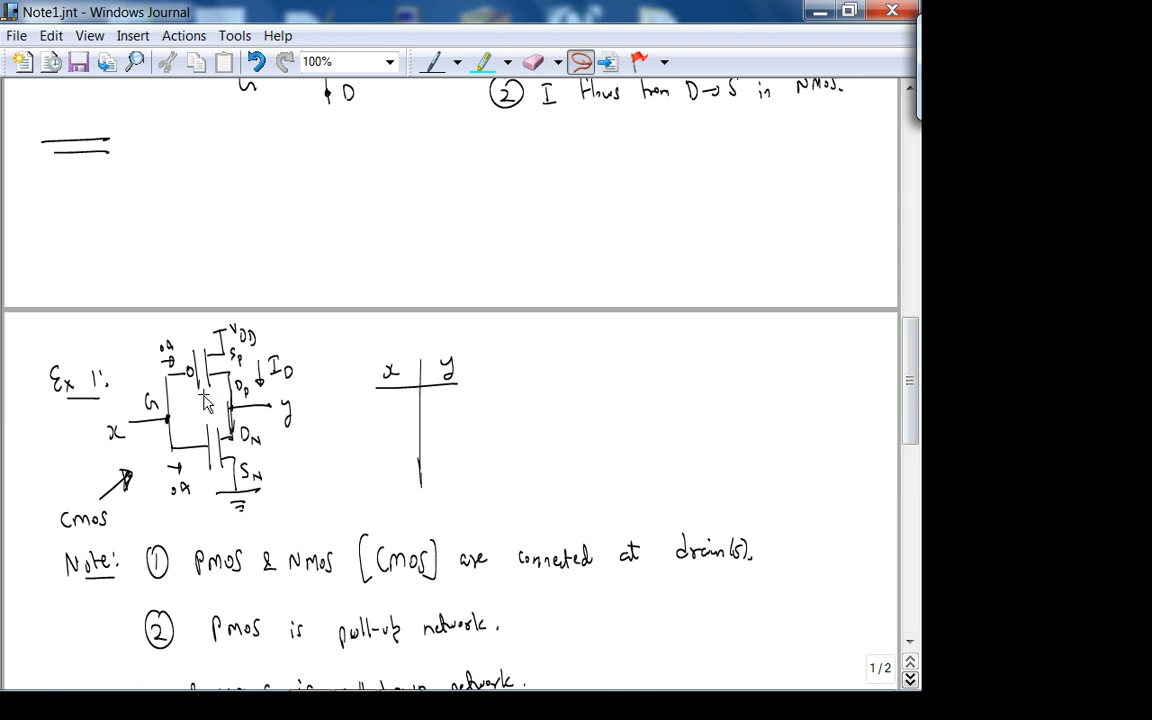 Note1.jnt - Windows Journal
File Edit View Insert Actions Tools Help
100%
G
D
② I flows from D→S in NMOS.
Ex 1:
0A
VDD
SP
ID
DP
G
x
y
DN
SN
0A
CMOS
x y
Note: ① PMOS & NMOS [CMOS] are connected at drain(s).
② PMOS is pull-up network.
network.
1 / 2